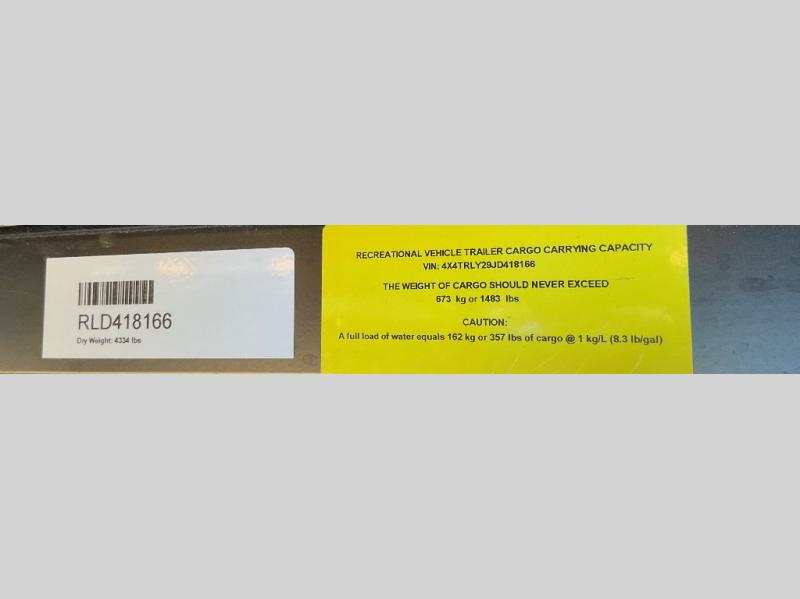 RLD418166
Dry Weight: 4334 lbs
RECREATIONAL VEHICLE TRAILER CARGO CARRYING CAPACITY
VIN: 4X4TRLY29JD418166
THE WEIGHT OF CARGO SHOULD NEVER EXCEED
673 kg or 1483 lbs
CAUTION:
A full load of water equals 162 kg or 357 lbs of cargo @ 1 kg/L (8.3 lb/gal)